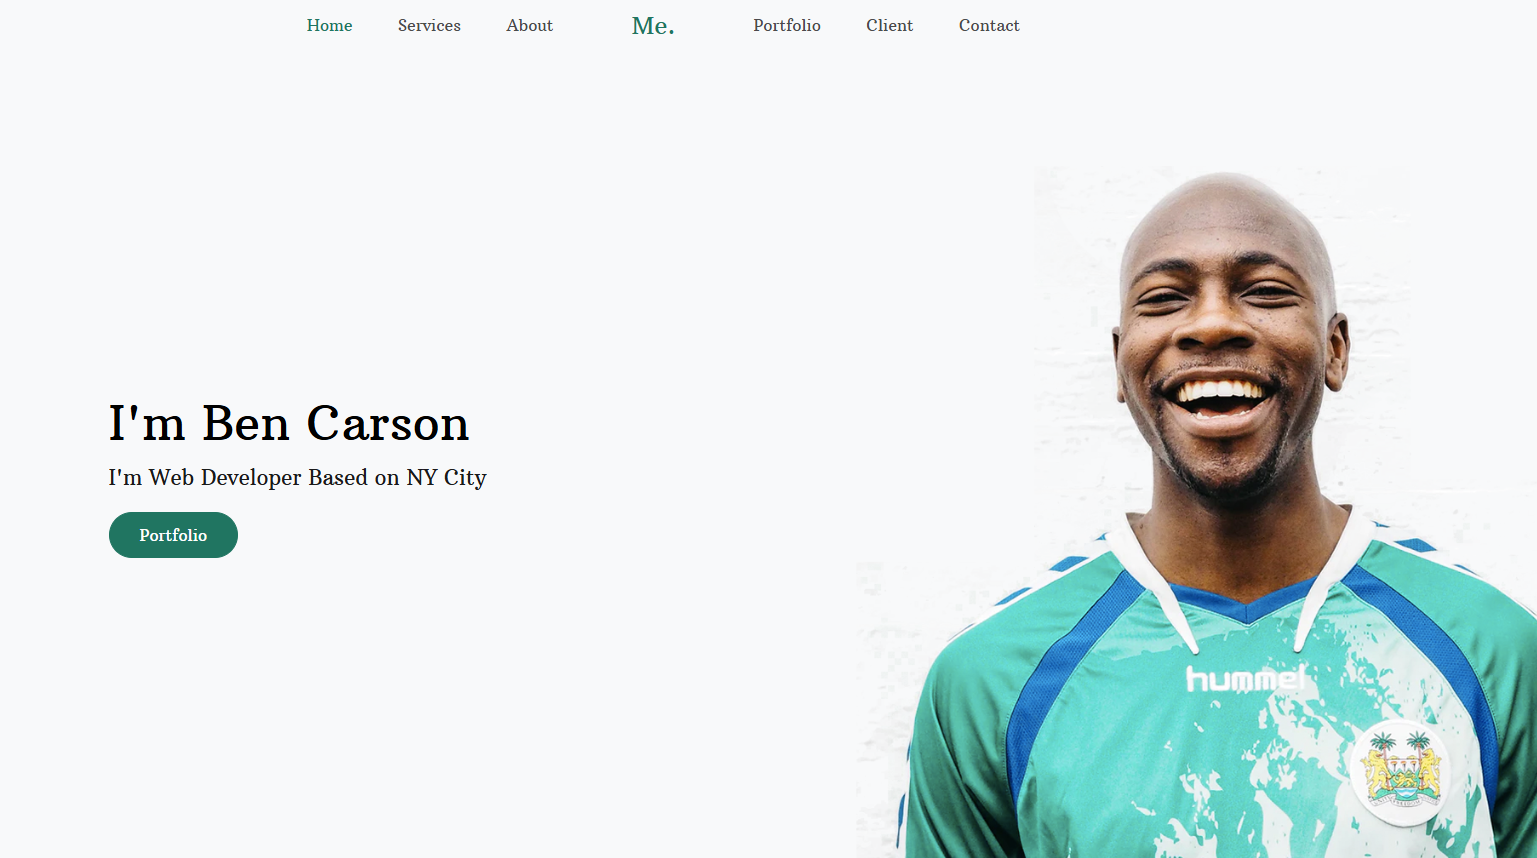 Home Services About Me. Portfolio Client Contact
I'm Ben Carson
I'm Web Developer Based on NY City
Portfolio
hummel